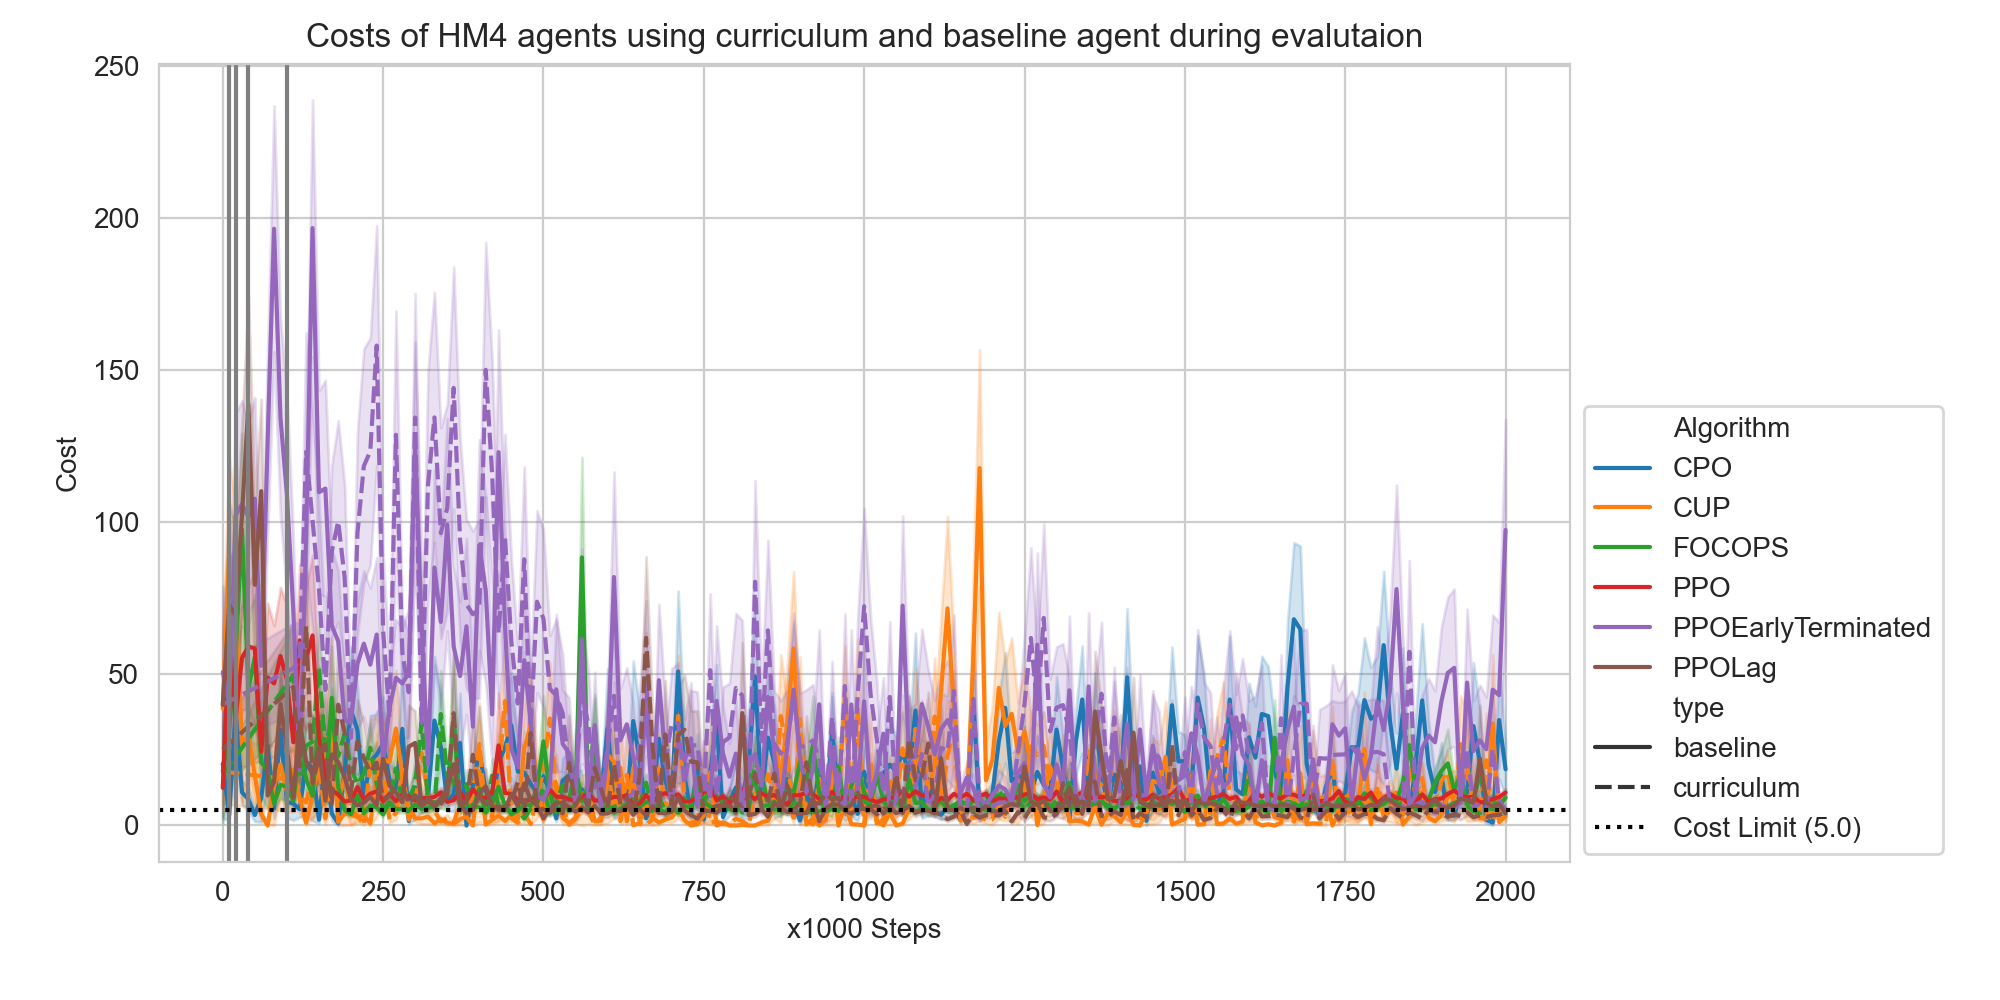 Costs of HM4 agents using curriculum and baseline agent during evalutaion
250
200
150
100
50
0
Cost
0 250 500 750 1000 1250 1500 1750 2000
x1000 Steps
Algorithm
CPO
CUP
FOCOPS
PPO
PPOEarlyTerminated
PPOLag
type
baseline
curriculum
Cost Limit (5.0)